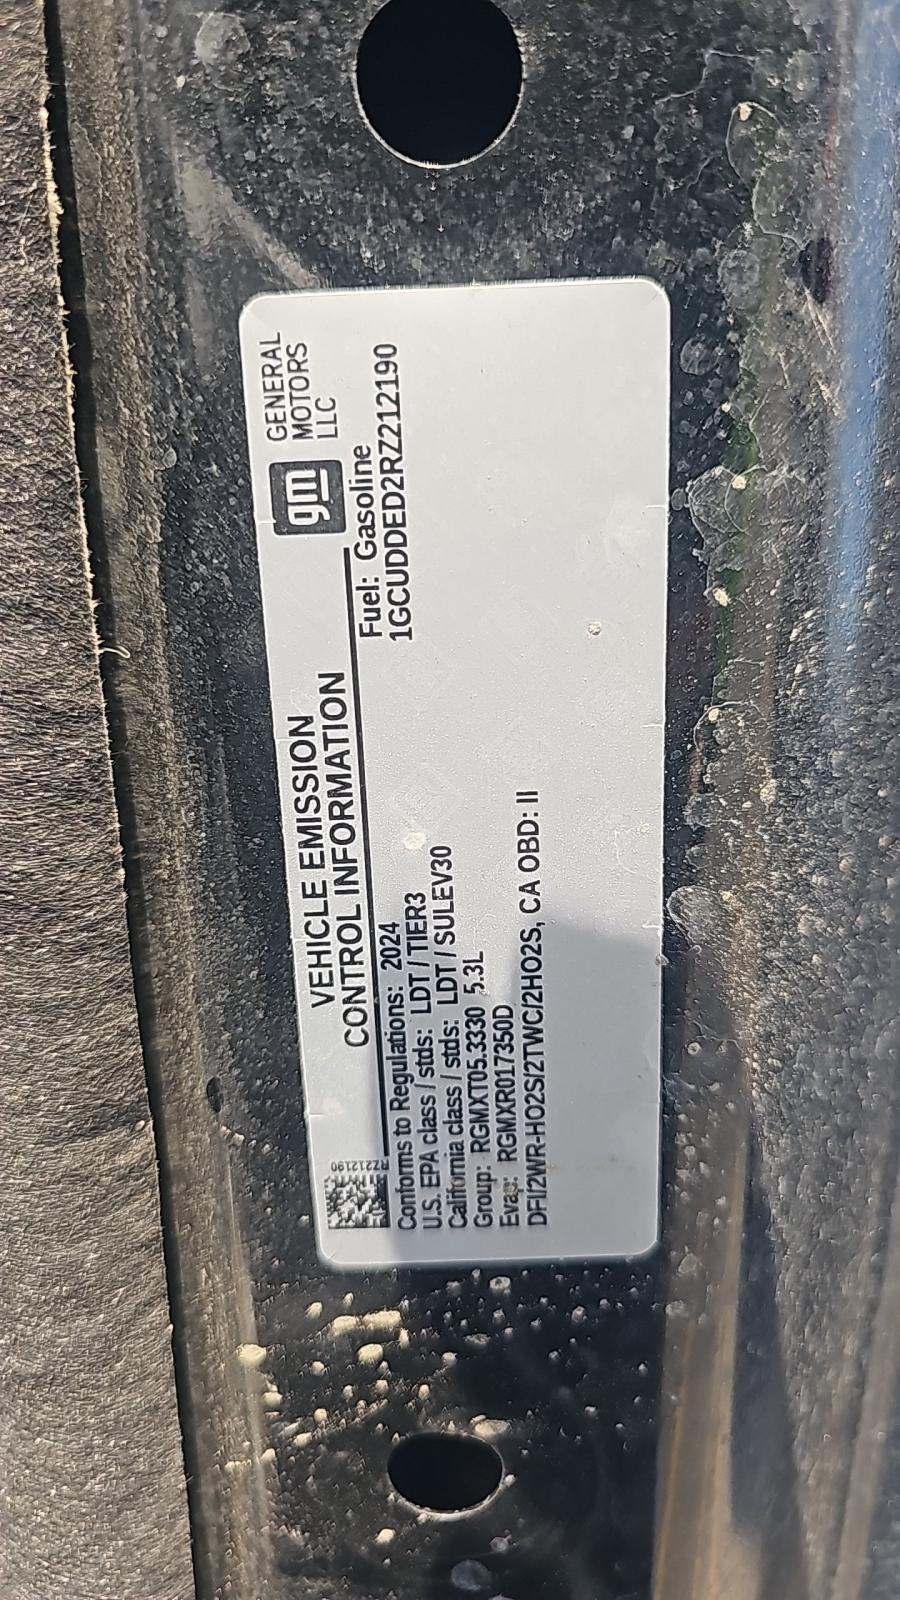 VEHICLE EMISSION
CONTROL INFORMATION
gm
GENERAL
MOTORS
LLC
RZ212190
Fuel: Gasoline
1GCUDDED2RZ212190
Conforms to Regulations: 2024
U.S. EPA class / stds: LDT / TIER3
California class / stds: LDT / SULEV30
Group: RGMXT05.3330 5.3L
Evap: RGMXR017350D
DFI/2WR-HO2S/2TWC/2HO2S, CA OBD: II